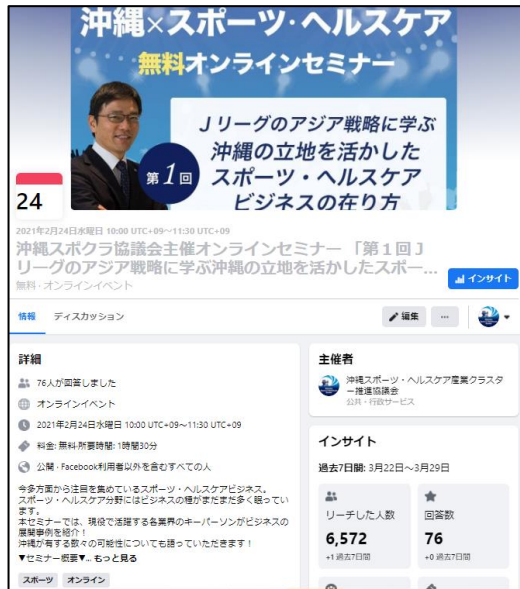 沖縄×スポーツ・ヘルスケア
無料オンラインセミナー
Jリーグのアジア戦略に学ぶ
沖縄の立地を活かした
スポーツ・ヘルスケア
ビジネスの在り方
第1回
24
2021年2月24日水曜日 10:00 UTC+09〜11:30 UTC+09
沖縄スポクラ協議会主催オンラインセミナー 「第1回J
リーグのアジア戦略に学ぶ沖縄の立地を活かしたスポー...
無料・オンラインイベント
インサイト
情報 ディスカッション
編集 ...
詳細
76人が回答しました
オンラインイベント
2021年2月24日水曜日 10:00 UTC+09〜11:30 UTC+09
料金: 無料・所要時間: 1時間30分
公開・Facebook利用者以外を含むすべての人
今多方面から注目を集めているスポーツ・ヘルスケアビジネス。
スポーツ・ヘルスケア分野にはビジネスの種がまだまだ多く眠ってい
ます。
本セミナーでは、現役で活躍する各業界のキーパーソンがビジネスの
展開事例を紹介!
沖縄が有する数々の可能性についても語っていただきます!
▼セミナー概要▼... もっと見る
スポーツ オンライン
主催者
沖縄スポーツ・ヘルスケア産業クラスタ
ー推進協議会
公共・行政サービス
インサイト
過去7日間: 3月22日〜3月29日
リーチした人数
6,572
+1 過去7日間
回答数
76
+0 過去7日間